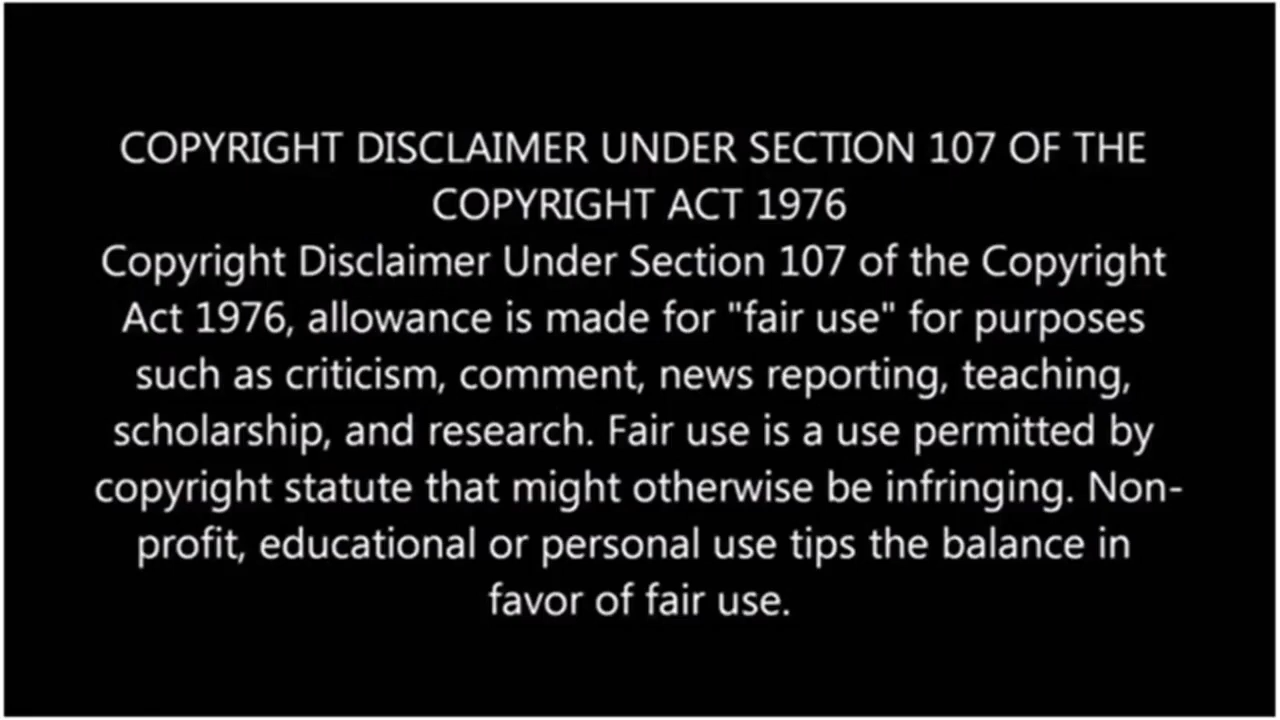 COPYRIGHT DISCLAIMER UNDER SECTION 107 OF THE
COPYRIGHT ACT 1976
Copyright Disclaimer Under Section 107 of the Copyright
Act 1976, allowance is made for "fair use" for purposes
such as criticism, comment, news reporting, teaching,
scholarship, and research. Fair use is a use permitted by
copyright statute that might otherwise be infringing. Non-
profit, educational or personal use tips the balance in
favor of fair use.